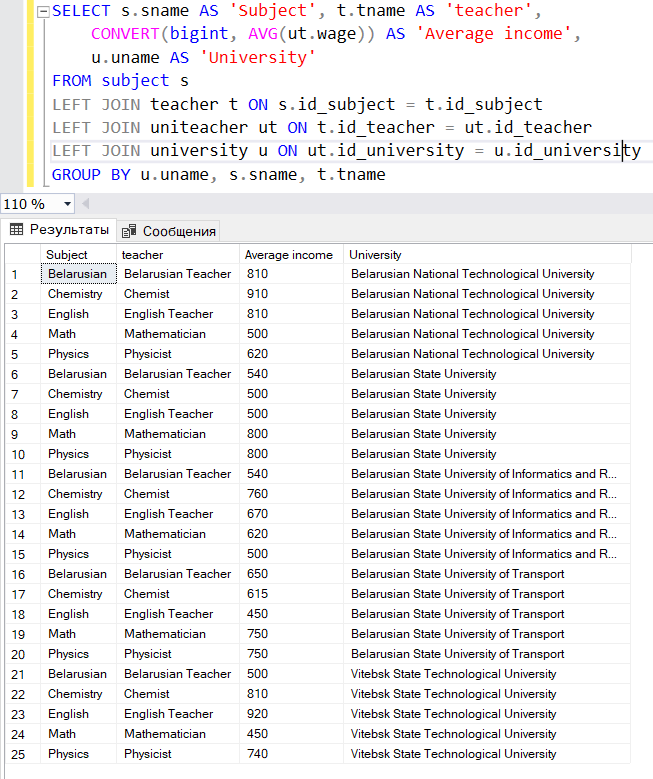 SELECT s.sname AS 'Subject', t.tname AS 'teacher',
CONVERT(bigint, AVG(ut.wage)) AS 'Average income',
u.uname AS 'University'
FROM subject s
LEFT JOIN teacher t ON s.id_subject = t.id_subject
LEFT JOIN uniteacher ut ON t.id_teacher = ut.id_teacher
LEFT JOIN university u ON ut.id_university = u.id_university
GROUP BY u.uname, s.sname, t.tname
110 %
Результаты Сообщения
Subject teacher Average income University
1 Belarusian Belarusian Teacher 810 Belarusian National Technological University
2 Chemistry Chemist 910 Belarusian National Technological University
3 English English Teacher 810 Belarusian National Technological University
4 Math Mathematician 500 Belarusian National Technological University
5 Physics Physicist 620 Belarusian National Technological University
6 Belarusian Belarusian Teacher 540 Belarusian State University
7 Chemistry Chemist 500 Belarusian State University
8 English English Teacher 500 Belarusian State University
9 Math Mathematician 800 Belarusian State University
10 Physics Physicist 800 Belarusian State University
11 Belarusian Belarusian Teacher 540 Belarusian State University of Informatics and R...
12 Chemistry Chemist 760 Belarusian State University of Informatics and R...
13 English English Teacher 670 Belarusian State University of Informatics and R...
14 Math Mathematician 620 Belarusian State University of Informatics and R...
15 Physics Physicist 500 Belarusian State University of Informatics and R...
16 Belarusian Belarusian Teacher 650 Belarusian State University of Transport
17 Chemistry Chemist 615 Belarusian State University of Transport
18 English English Teacher 450 Belarusian State University of Transport
19 Math Mathematician 750 Belarusian State University of Transport
20 Physics Physicist 750 Belarusian State University of Transport
21 Belarusian Belarusian Teacher 500 Vitebsk State Technological University
22 Chemistry Chemist 810 Vitebsk State Technological University
23 English English Teacher 920 Vitebsk State Technological University
24 Math Mathematician 450 Vitebsk State Technological University
25 Physics Physicist 740 Vitebsk State Technological University